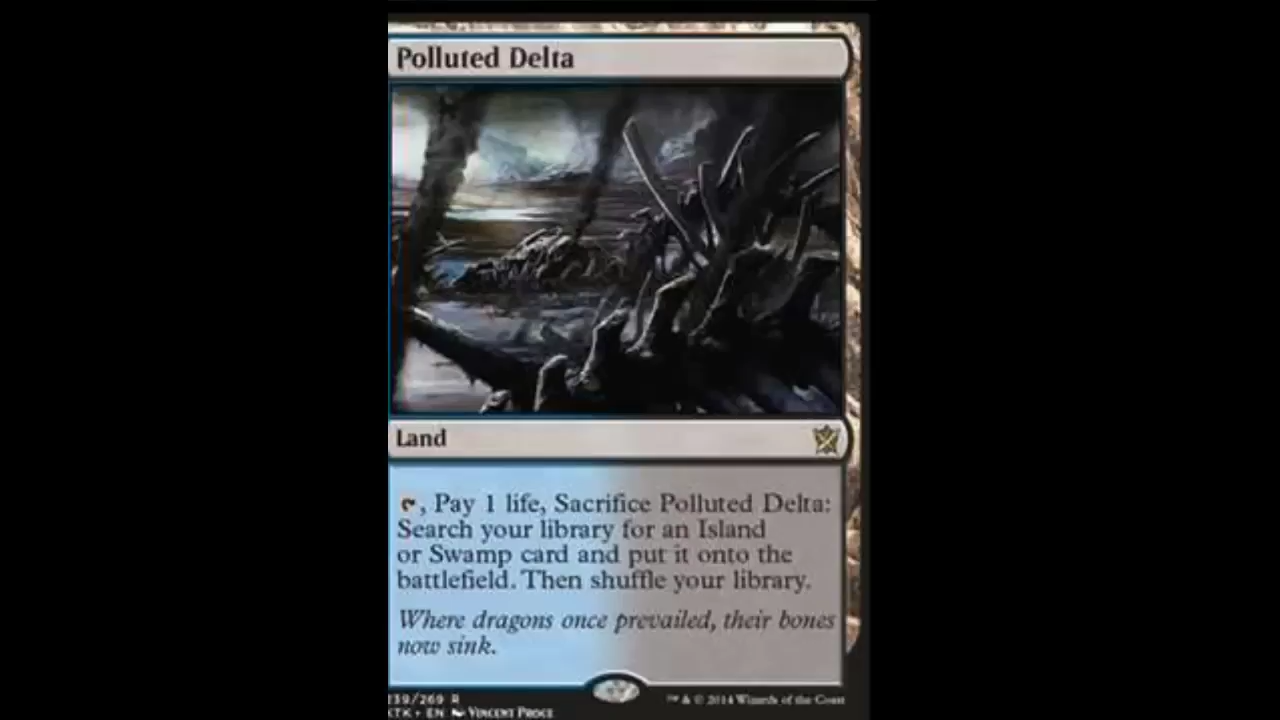 Polluted Delta
Land
, Pay 1 life, Sacrifice Polluted Delta:
Search your library for an Island
or Swamp card and put it onto the
battlefield. Then shuffle your library.
Where dragons once prevailed, their bones
now sink.
39/269 R
KTK • EN VINCENT PROCE
™ & © 2014 Wizards of the Coast